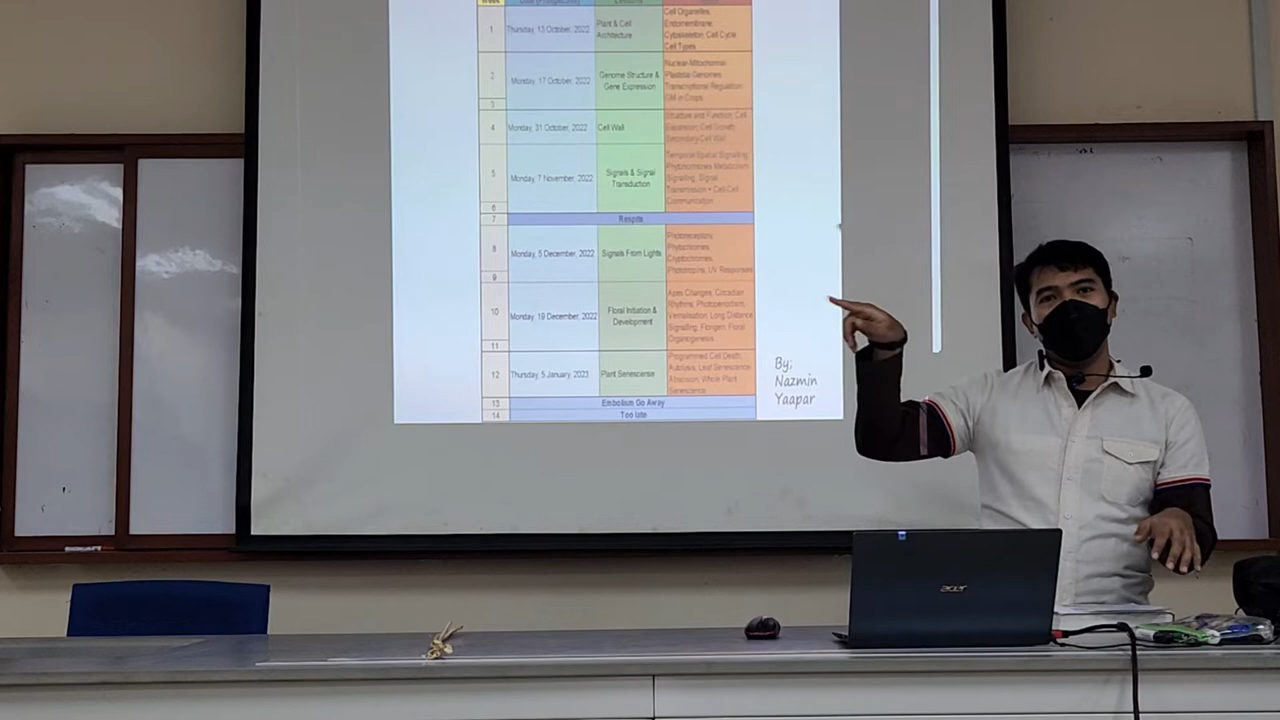 Week Date (Prolegatione) Lessons
1 Thursday, 13 October, 2022 Plant & Cell Architecture Cell Organelles; Endomembrane; Cytoskeleton; Cell Cycle; Cell Types
2 Monday, 17 October, 2022 Genome Structure & Gene Expression Nuclear-Mitochonria-Plastidal Genomes; Transcriptional Regulation; GM in Crops
3
4 Monday, 31 October, 2022 Cell Wall Structure and Function; Cell Expansion; Cell Growth; Secondary Cell Wall
5 Monday, 7 November, 2022 Signals & Signal Transduction Temporal-Spatial Signalling; Phytohormones Metabolism; Signalling; Signal Transmission + Cell-Cell Communication
6
7 Respite
8 Monday, 5 December, 2022 Signals From Lights Photoreceptors; Phytochromes; Cryptochromes; Phototropins; UV Responses
9
10 Monday, 19 December, 2022 Floral Initiation & Development Apex Changes; Circadian Rhythms; Photoperiodism; Vernalisation; Long Distance Signalling; Florigen; Floral Organogenesis
11
12 Thursday, 5 January, 2023 Plant Senescense Programmed Cell Death; Autolysis; Leaf Senescence; Abscission; Whole Plant Senescence
13 Embolism Go Away
14 Too late
By;
Nazmin
Yaapar
acer